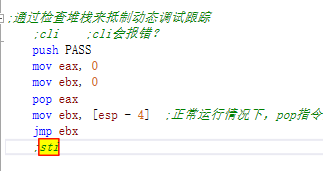 ;通过检查堆栈来抵制动态调试跟踪
;cli    ;cli会报错?
push PASS
mov eax, 0
mov ebx, 0
pop eax
mov ebx, [esp - 4]  ;正常运行情况下, pop指令
jmp ebx
;sti